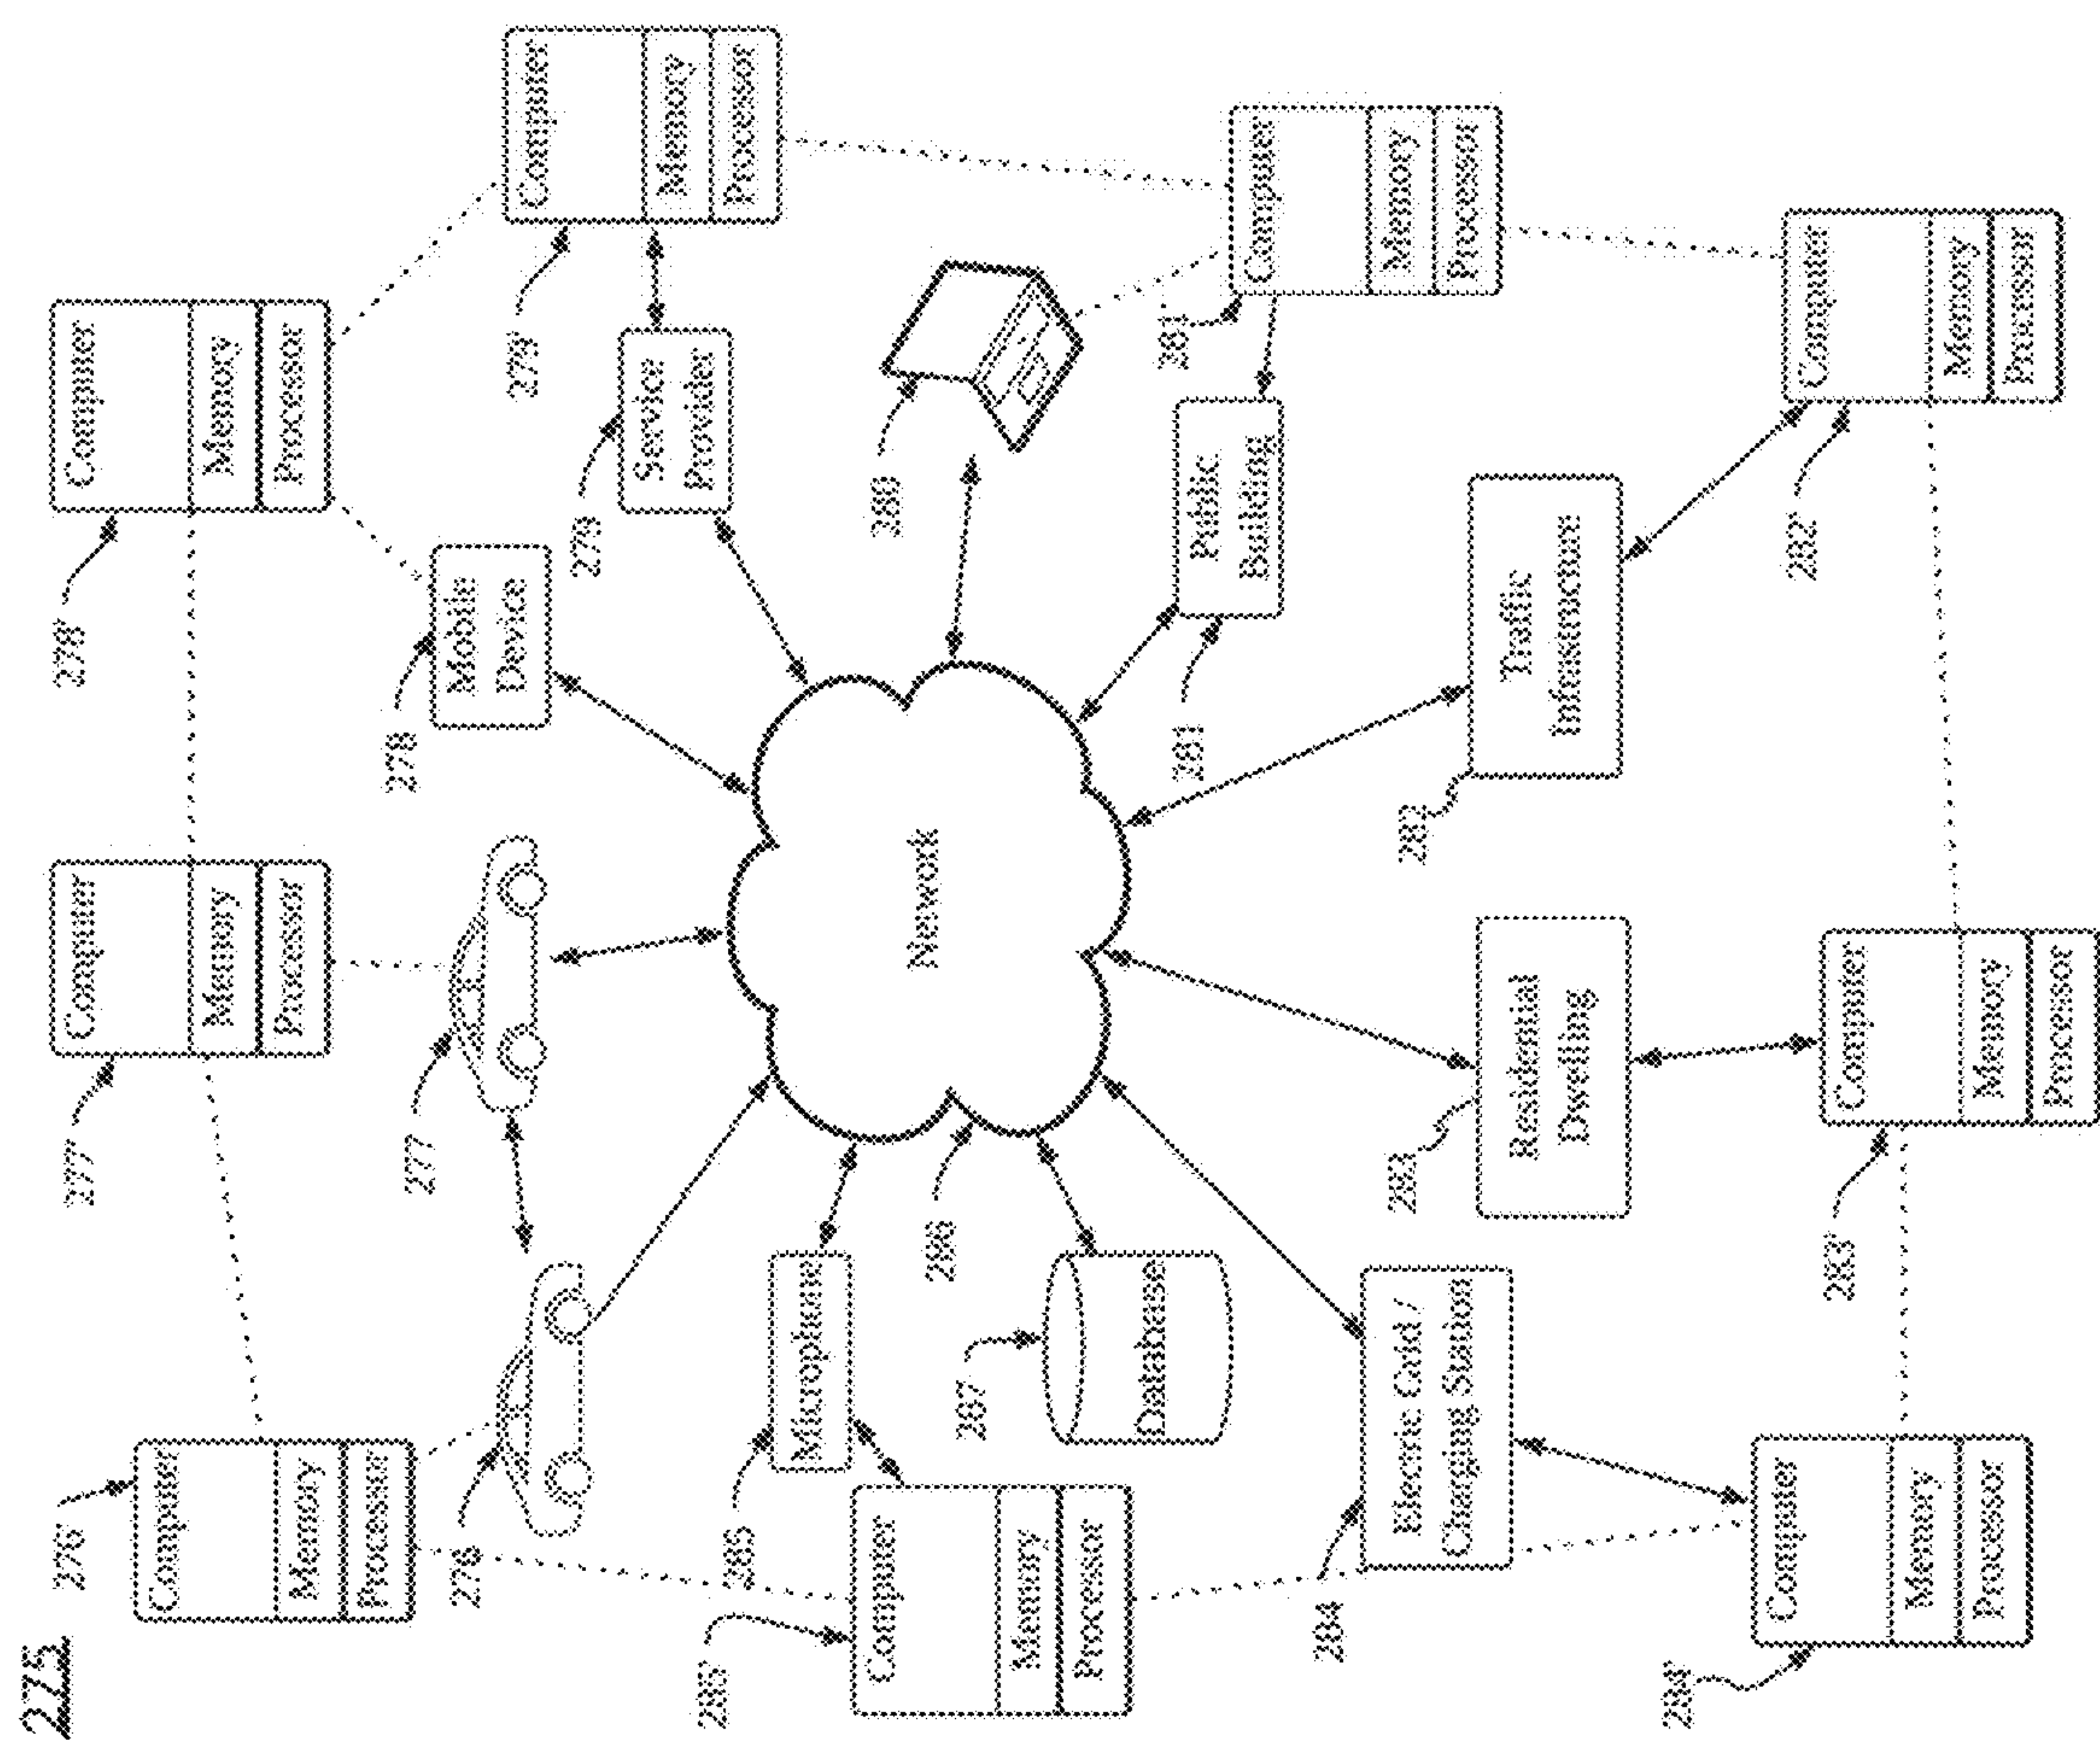 275
276'
Computer
Memory
Processor
277'
Computer
Memory
Processor
278'
Computer
Memory
Processor
279'
Computer
Memory
Processor
276
277
278
Mobile
Device
279
Service
Provider
280
285
Microphone
285'
Computer
Memory
Processor
286
Network
287
Database
281
Public
Building
281'
Computer
Memory
Processor
284
Electric Grid /
Charging Station
283
Residential
Dwelling
282
Traffic
Infrastructure
284'
Computer
Memory
Processor
283'
Computer
Memory
Processor
282'
Computer
Memory
Processor